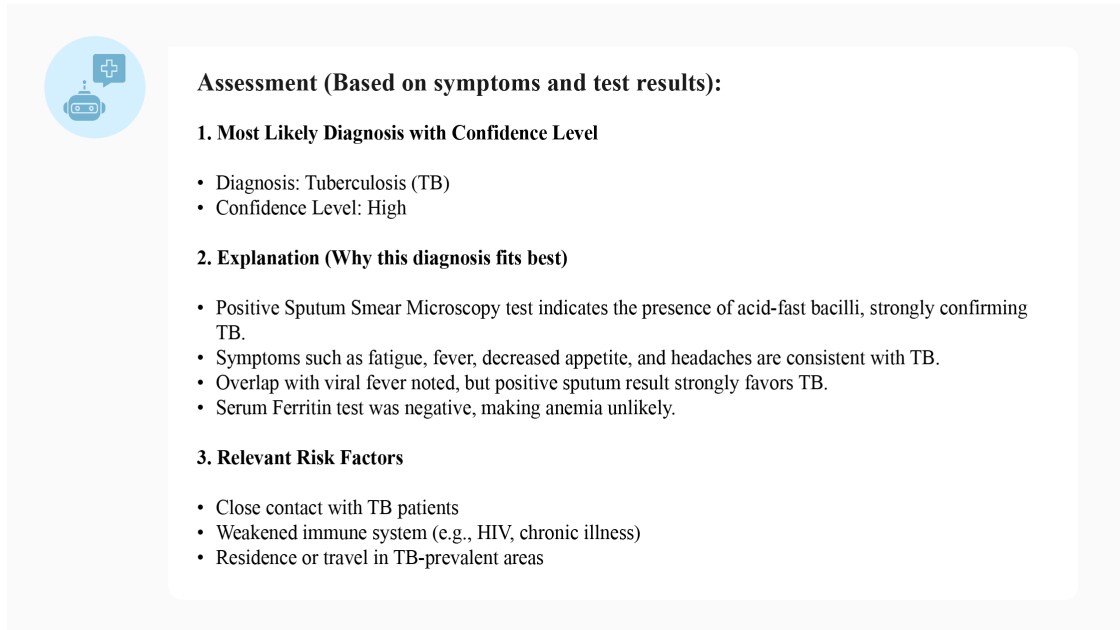 Assessment (Based on symptoms and test results):
1. Most Likely Diagnosis with Confidence Level
• Diagnosis: Tuberculosis (TB)
• Confidence Level: High
2. Explanation (Why this diagnosis fits best)
• Positive Sputum Smear Microscopy test indicates the presence of acid-fast bacilli, strongly confirming
TB.
• Symptoms such as fatigue, fever, decreased appetite, and headaches are consistent with TB.
• Overlap with viral fever noted, but positive sputum result strongly favors TB.
• Serum Ferritin test was negative, making anemia unlikely.
3. Relevant Risk Factors
• Close contact with TB patients
• Weakened immune system (e.g., HIV, chronic illness)
• Residence or travel in TB-prevalent areas